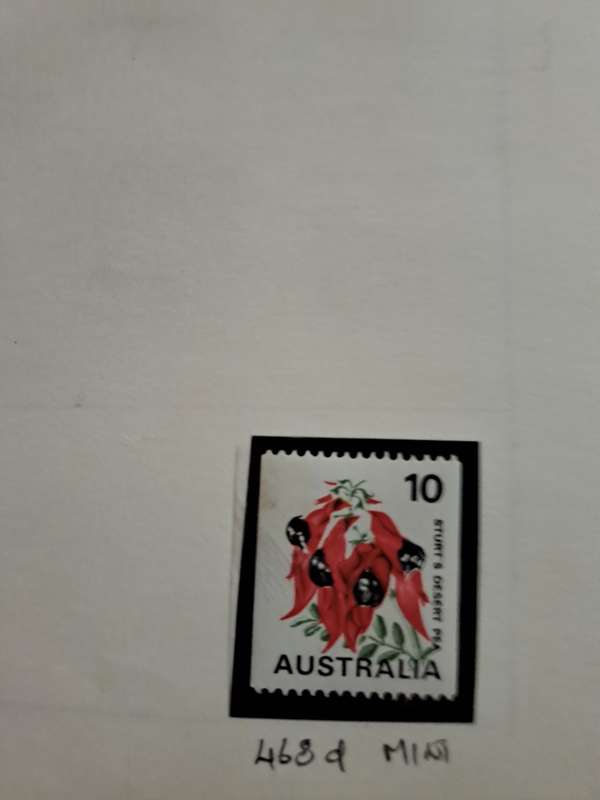 10
STURT'S DESERT PEA
AUSTRALIA
468d MINT